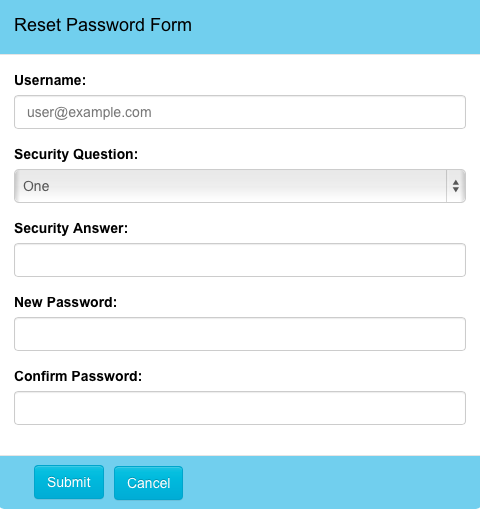 Reset Password Form
Username:
user@example.com
Security Question:
One
Security Answer:
New Password:
Confirm Password:
Submit Cancel